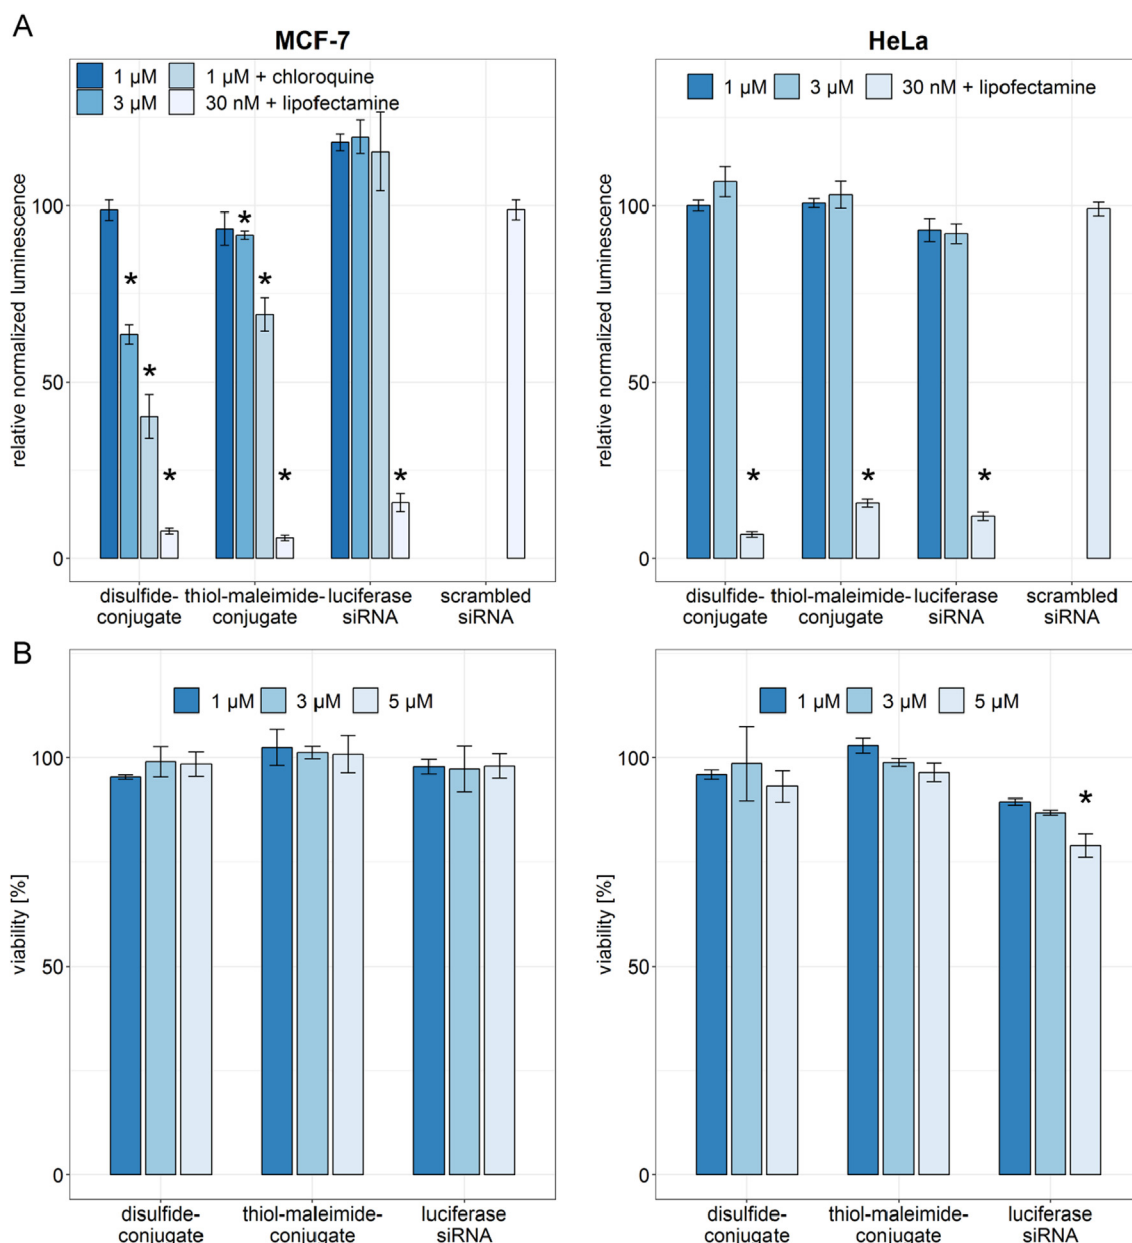 A
MCF-7
HeLa
1 µM
1 µM + chloroquine
3 µM
30 nM + lipofectamine
1 µM
3 µM
30 nM + lipofectamine
relative normalized luminescence
100
50
0
*
*
*
*
*
*
*
relative normalized luminescence
100
50
0
*
*
*
disulfide-
conjugate
thiol-maleimide-
conjugate
luciferase
siRNA
scrambled
siRNA
disulfide-
conjugate
thiol-maleimide-
conjugate
luciferase
siRNA
scrambled
siRNA
B
1 µM
3 µM
5 µM
1 µM
3 µM
5 µM
viability [%]
100
50
0
viability [%]
100
50
0
*
disulfide-
conjugate
thiol-maleimide-
conjugate
luciferase
siRNA
disulfide-
conjugate
thiol-maleimide-
conjugate
luciferase
siRNA